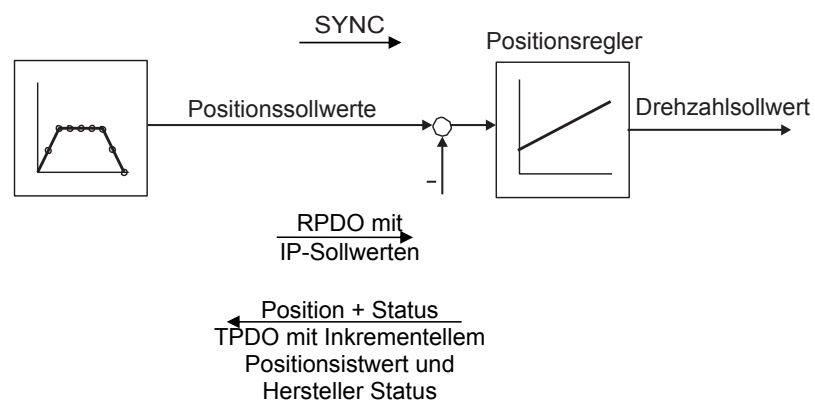 SYNC
Positionsregler
Positionssollwerte
Drehzahlsollwert
–
RPDO mit
IP-Sollwerten
Position + Status
TPDO mit Inkrementellem
Positionsistwert und
Hersteller Status